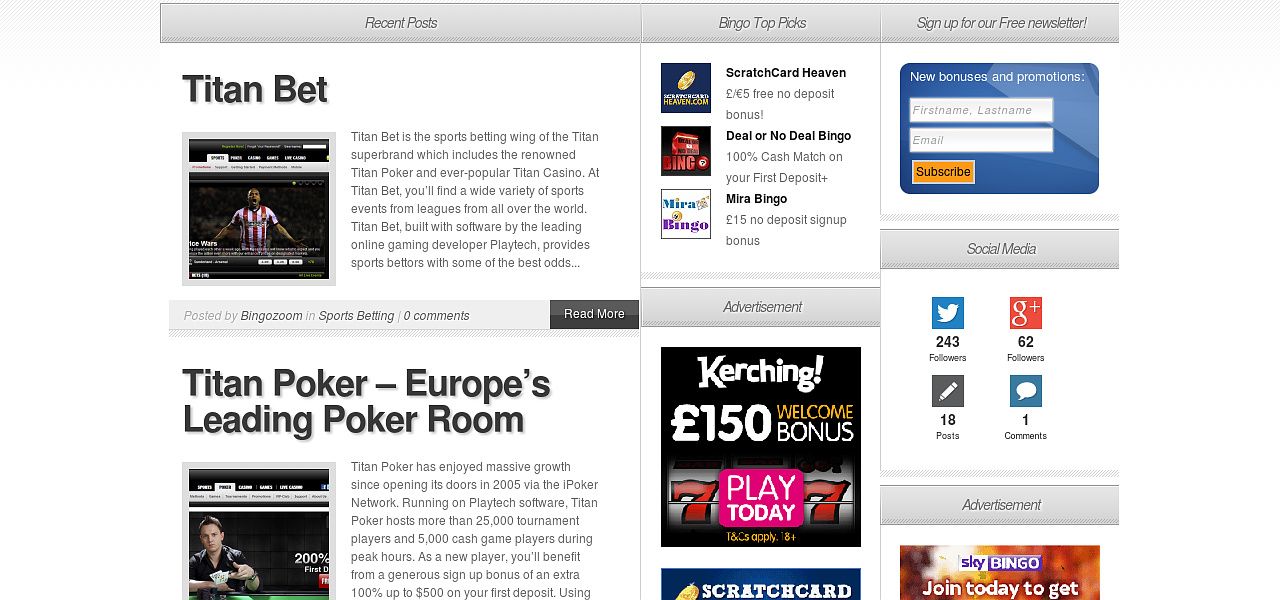 Recent Posts
Titan Bet
Titan Bet is the sports betting wing of the Titan
superbrand which includes the renowned
Titan Poker and ever-popular Titan Casino. At
Titan Bet, you’ll find a wide variety of sports
events from leagues from all over the world.
Titan Bet, built with software by the leading
online gaming developer Playtech, provides
sports bettors with some of the best odds...
Posted by Bingozoom in Sports Betting | 0 comments
Read More
Titan Poker – Europe’s
Leading Poker Room
Titan Poker has enjoyed massive growth
since opening its doors in 2005 via the iPoker
Network. Running on Playtech software, Titan
Poker hosts more than 25,000 tournament
players and 5,000 cash game players during
peak hours. As a new player, you’ll benefit
from a generous sign up bonus of an extra
100% up to $500 on your first deposit. Using
200%
First D
Bingo Top Picks
SCRATCHCARD
HEAVEN.COM
ScratchCard Heaven
£/€5 free no deposit
bonus!
BINGO
Deal or No Deal Bingo
100% Cash Match on
your First Deposit+
Mira
Bingo
Mira Bingo
£15 no deposit signup
bonus
Advertisement
Kerching!
£150 WELCOME
BONUS
7 PLAY 7
TODAY
T&Cs apply. 18+
SCRATCHCARD
Sign up for our Free newsletter!
New bonuses and promotions:
Firstname, Lastname
Email
Subscribe
Social Media
g+
243
Followers
62
Followers
18
Posts
1
Comments
Advertisement
sky BINGO
Join today to get